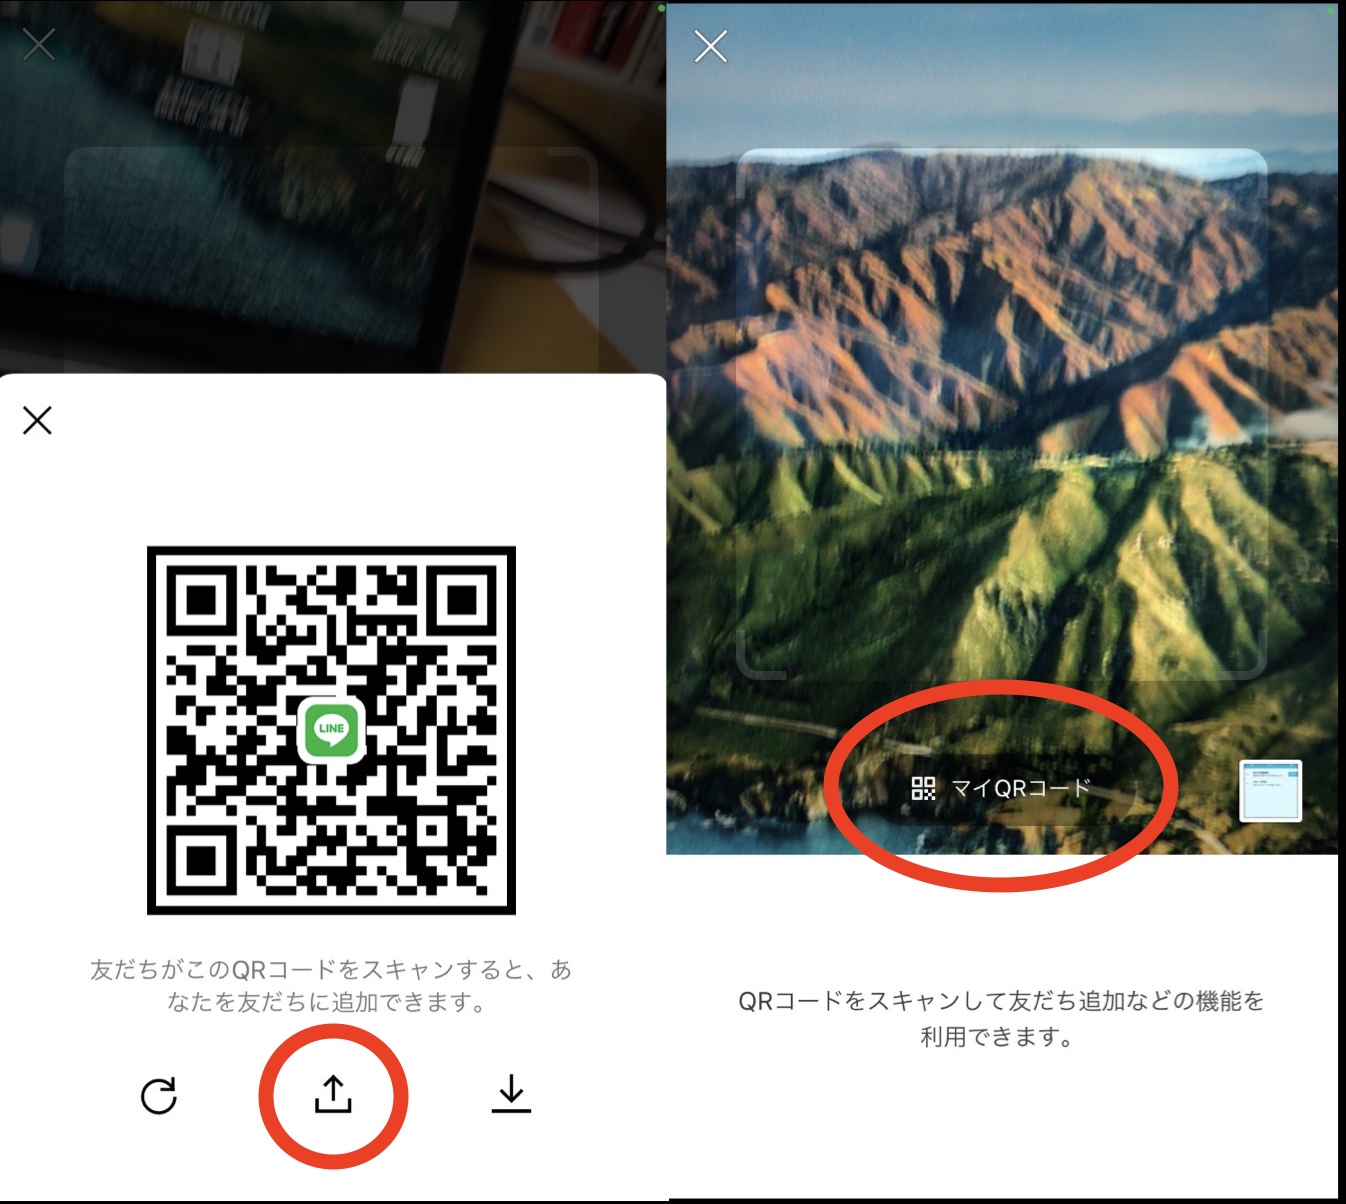 LINE
友だちがこのQRコードをスキャンすると、あ
なたを友だちに追加できます。
マイQRコード
QRコードをスキャンして友だち追加などの機能を
利用できます。